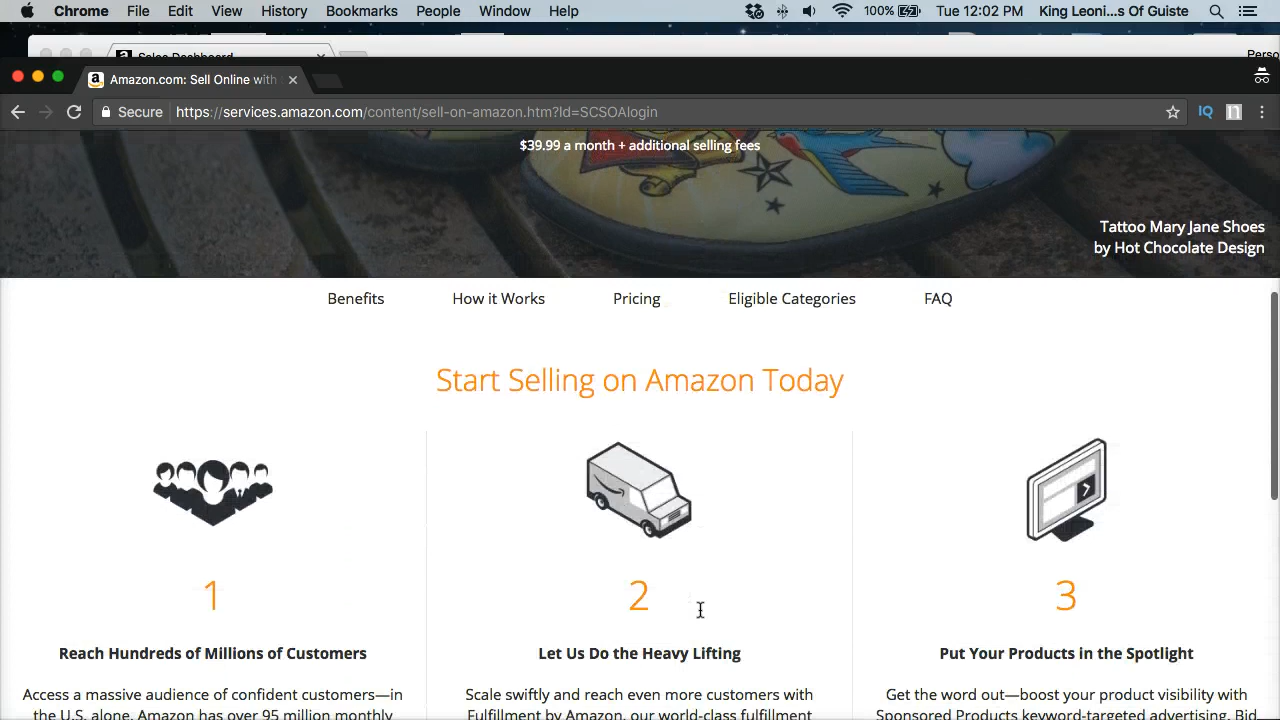 Chrome File Edit View History Bookmarks People Window Help 100% Tue 12:02 PM King Leoni... Of Guiste
Sales Dashboard
Perso
Amazon.com: Sell Online with
Secure https://services.amazon.com/content/sell-on-amazon.htm?ld=SCSOAlogin IQ n
$39.99 a month + additional selling fees
Tattoo Mary Jane Shoes
by Hot Chocolate Design
Benefits How it Works Pricing Eligible Categories FAQ
Start Selling on Amazon Today
1 2 3
Reach Hundreds of Millions of Customers Let Us Do the Heavy Lifting Put Your Products in the Spotlight
Access a massive audience of confident customers—in Scale swiftly and reach even more customers with Get the word out—boost your product visibility with
the U.S. alone, Amazon has over 95 million monthly Fulfillment by Amazon, our world-class fulfillment Sponsored Products keyword-targeted advertising. Bid